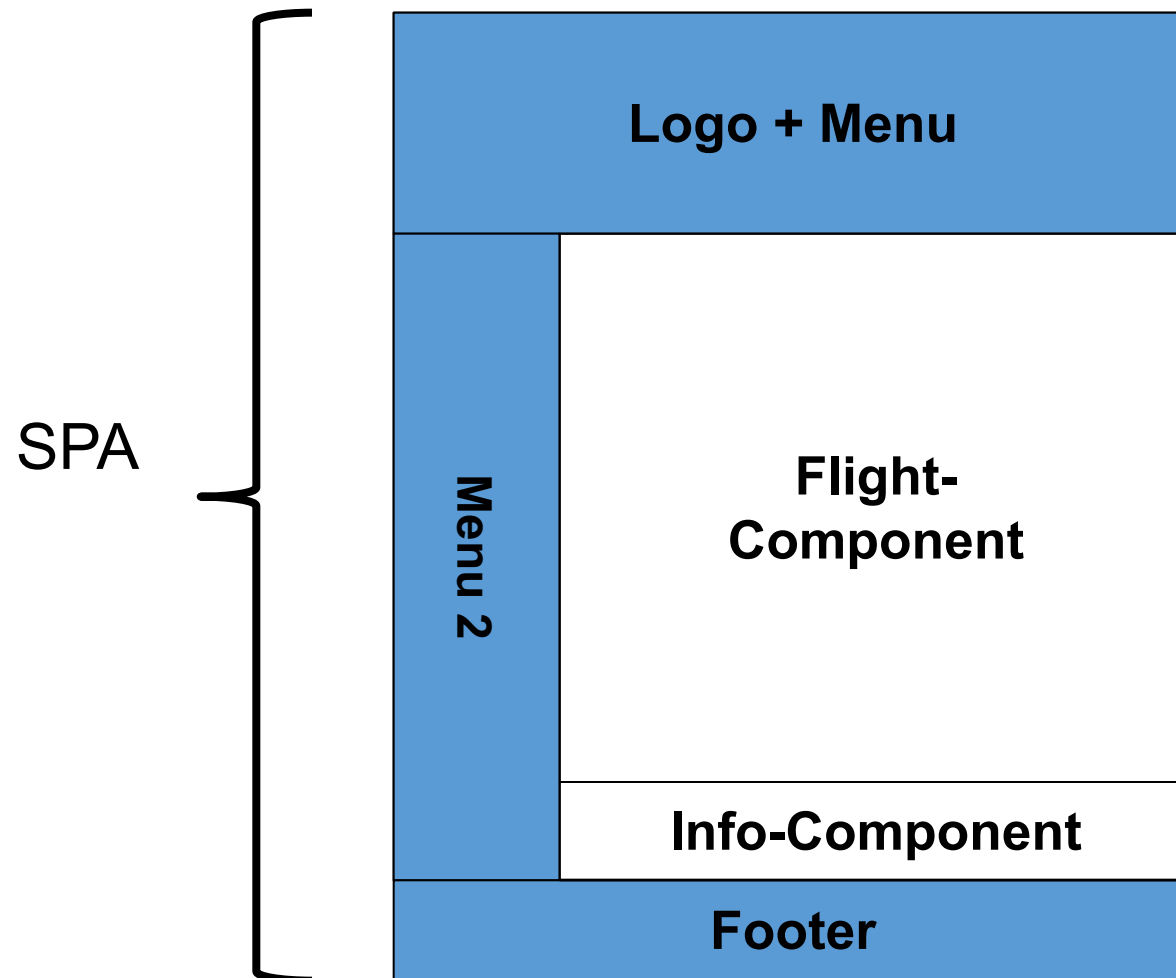 Logo + Menu
SPA
Menu 2
Flight-
Component
Info-Component
Footer